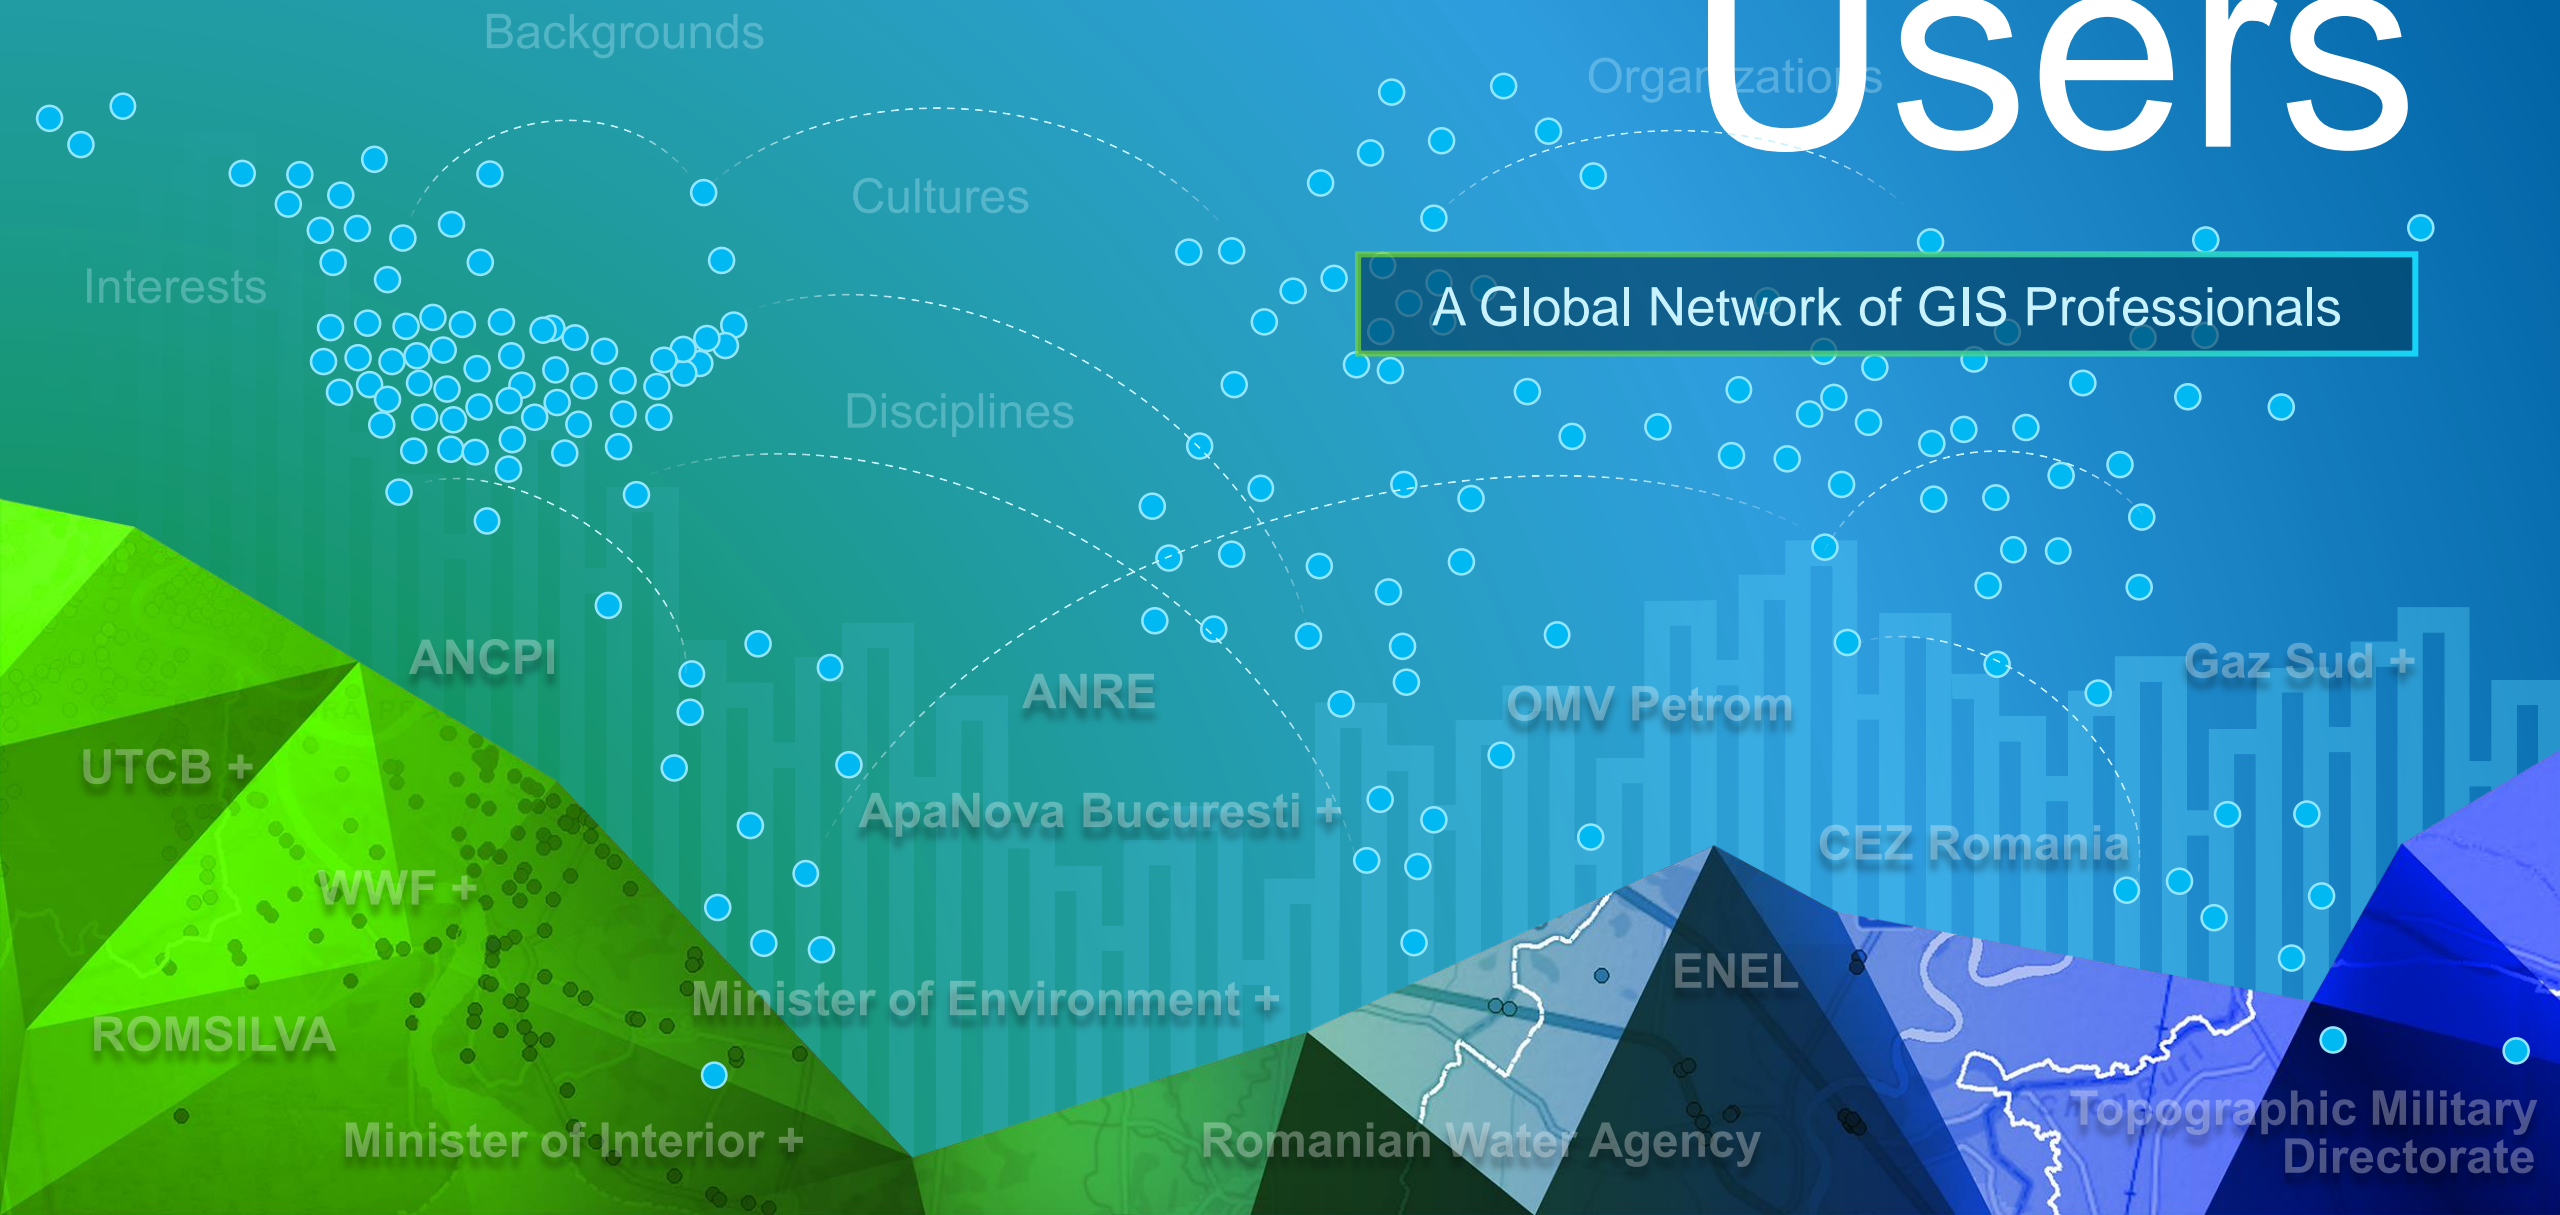 Users
Backgrounds
Organizations
Cultures
Interests
A Global Network of GIS Professionals
Disciplines
ANCPI
Gaz Sud +
ANRE
OMV Petrom
UTCB +
ApaNova Bucuresti +
CEZ Romania
WWF +
ENEL
Minister of Environment +
ROMSILVA
Minister of Interior +
Romanian Water Agency
Topographic Military
Directorate